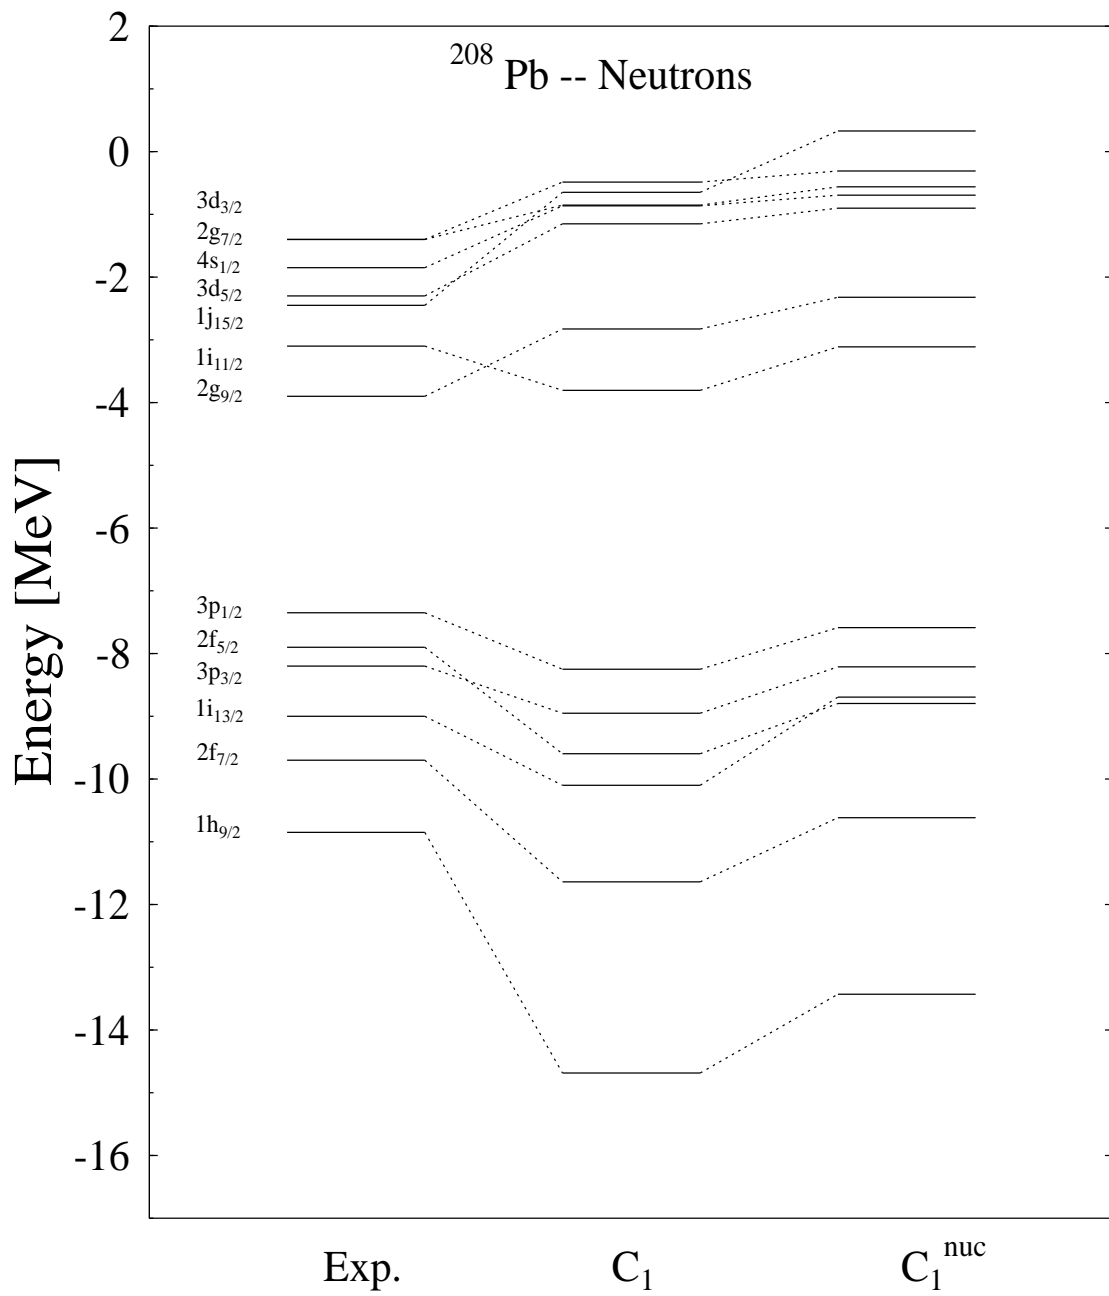 208 Pb -- Neutrons
2
0
-2
-4
-6
-8
-10
-12
-14
-16
Energy [MeV]
3d3/2
2g7/2
4s1/2
3d5/2
1j15/2
1i11/2
2g9/2
3p1/2
2f5/2
3p3/2
1i13/2
2f7/2
1h9/2
Exp. C1 C1nuc